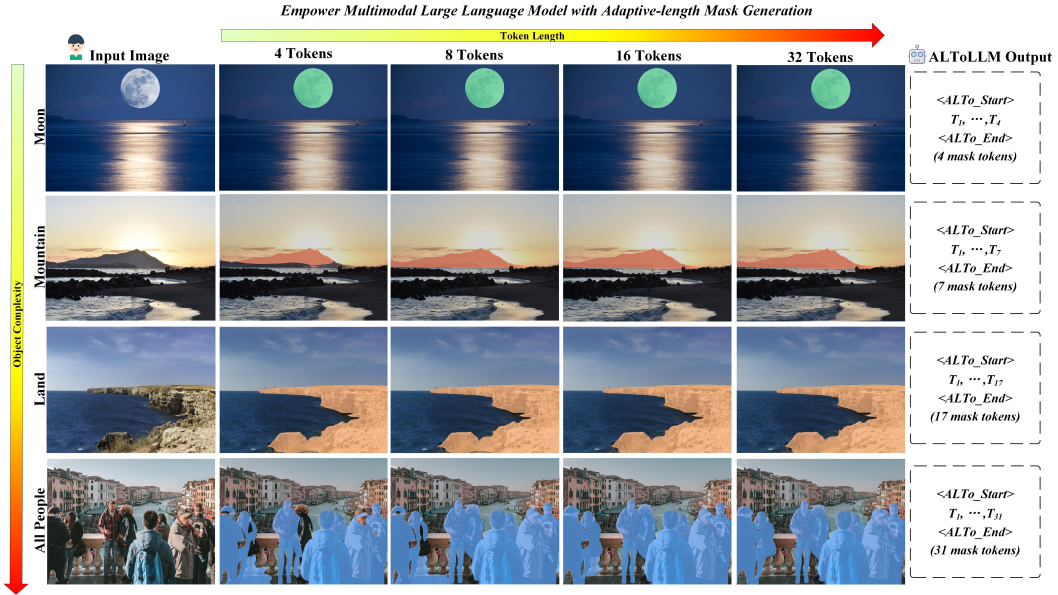 Empower Multimodal Large Language Model with Adaptive-length Mask Generation
Token Length
Input Image
4 Tokens
8 Tokens
16 Tokens
32 Tokens
ALToLLM Output
Object Complexity
Moon
<ALTo_Start>
T1, ⋯ ,T4
<ALTo_End>
(4 mask tokens)
Mountain
<ALTo_Start>
T1, ⋯ ,T7
<ALTo_End>
(7 mask tokens)
Land
<ALTo_Start>
T1, ⋯ ,T17
<ALTo_End>
(17 mask tokens)
All People
<ALTo_Start>
T1, ⋯ ,T31
<ALTo_End>
(31 mask tokens)